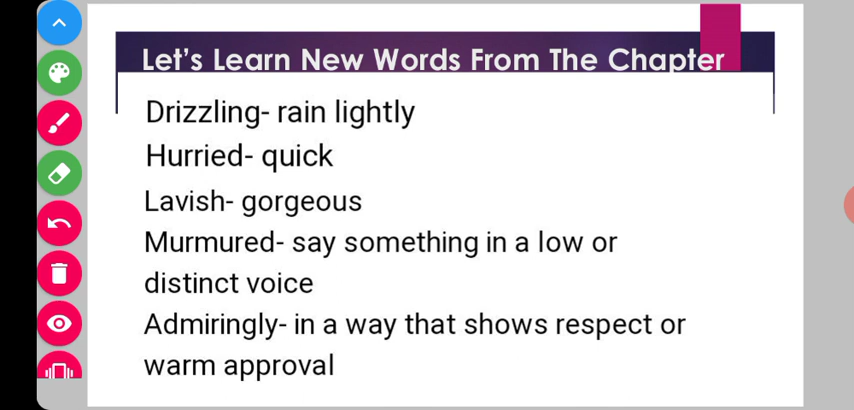 Let’s Learn New Words From The Chapter
Drizzling- rain lightly
Hurried- quick
Lavish- gorgeous
Murmured- say something in a low or
distinct voice
Admiringly- in a way that shows respect or
warm approval